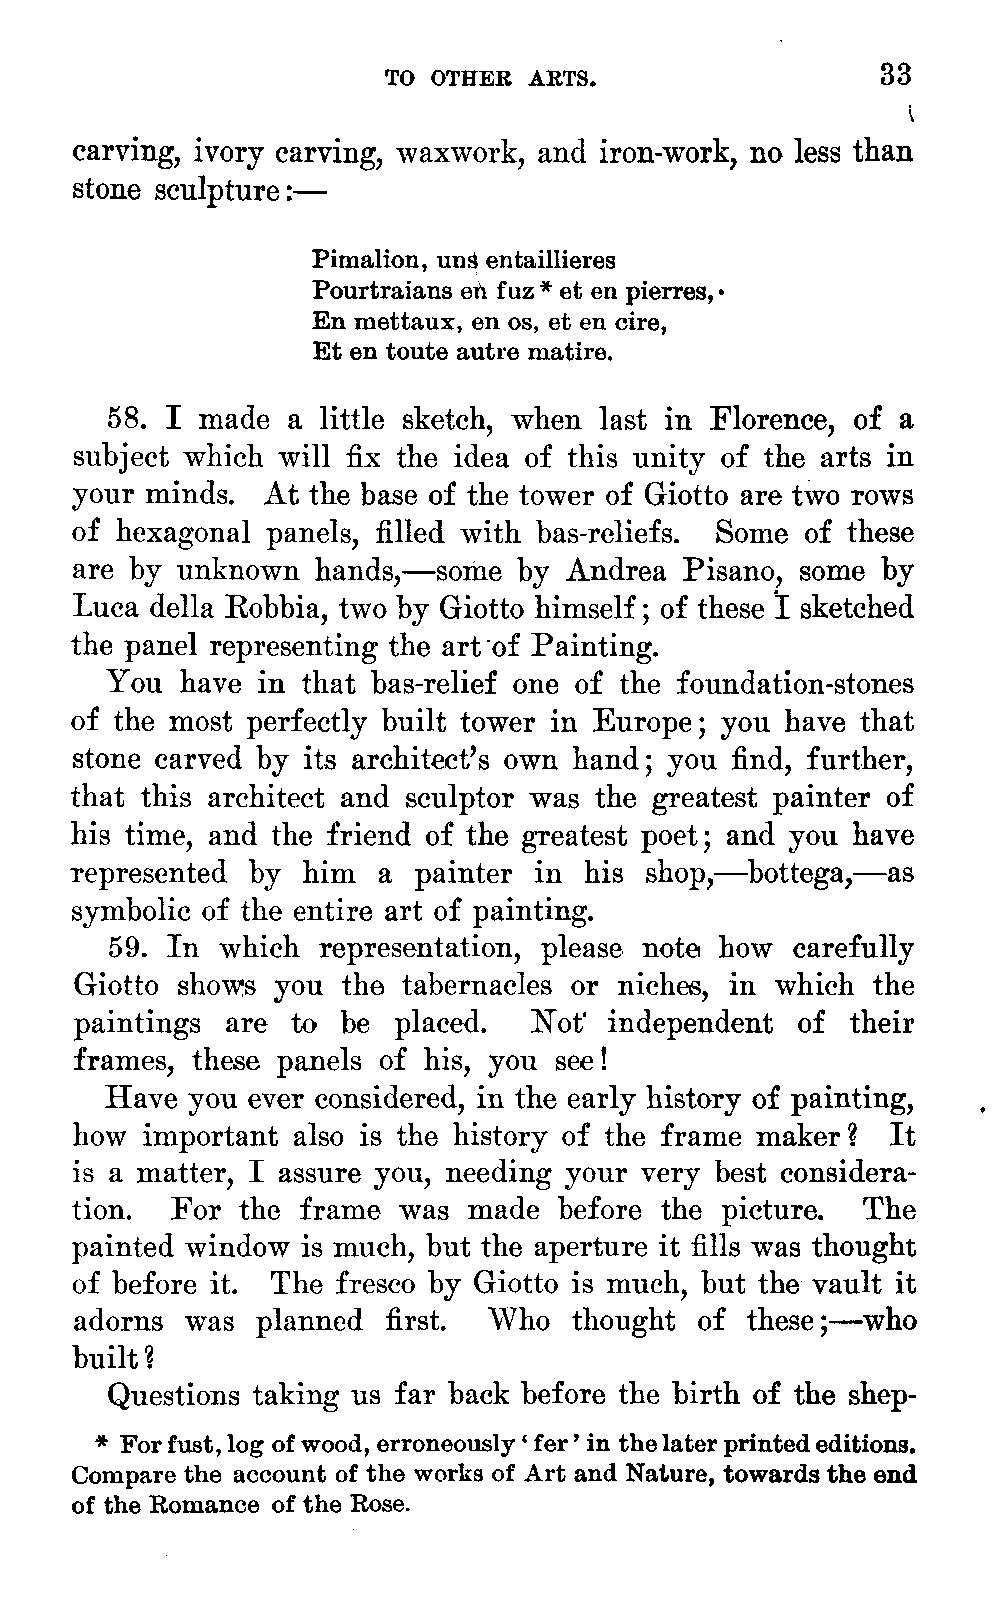 TO OTHER ARTS. 33
carving, ivory carving, waxwork, and iron-work, no less than
stone sculpture:—
Pimalion, uns entaillieres
Pourtraians en fuz * et en pierres,
En mettaux, en os, et en cire,
Et en toute autre matire.
58. I made a little sketch, when last in Florence, of a
subject which will fix the idea of this unity of the arts in
your minds. At the base of the tower of Giotto are two rows
of hexagonal panels, filled with bas-reliefs. Some of these
are by unknown hands,—some by Andrea Pisano, some by
Luca della Robbia, two by Giotto himself; of these I sketched
the panel representing the art of Painting.
You have in that bas-relief one of the foundation-stones
of the most perfectly built tower in Europe; you have that
stone carved by its architect's own hand; you find, further,
that this architect and sculptor was the greatest painter of
his time, and the friend of the greatest poet; and you have
represented by him a painter in his shop,—bottega,—as
symbolic of the entire art of painting.
59. In which representation, please note how carefully
Giotto shows you the tabernacles or niches, in which the
paintings are to be placed. Not independent of their
frames, these panels of his, you see!
Have you ever considered, in the early history of painting,
how important also is the history of the frame maker? It
is a matter, I assure you, needing your very best considera-
tion. For the frame was made before the picture. The
painted window is much, but the aperture it fills was thought
of before it. The fresco by Giotto is much, but the vault it
adorns was planned first. Who thought of these;—who
built?
Questions taking us far back before the birth of the shep-
* For fust, log of wood, erroneously 'fer' in the later printed editions.
Compare the account of the works of Art and Nature, towards the end
of the Romance of the Rose.